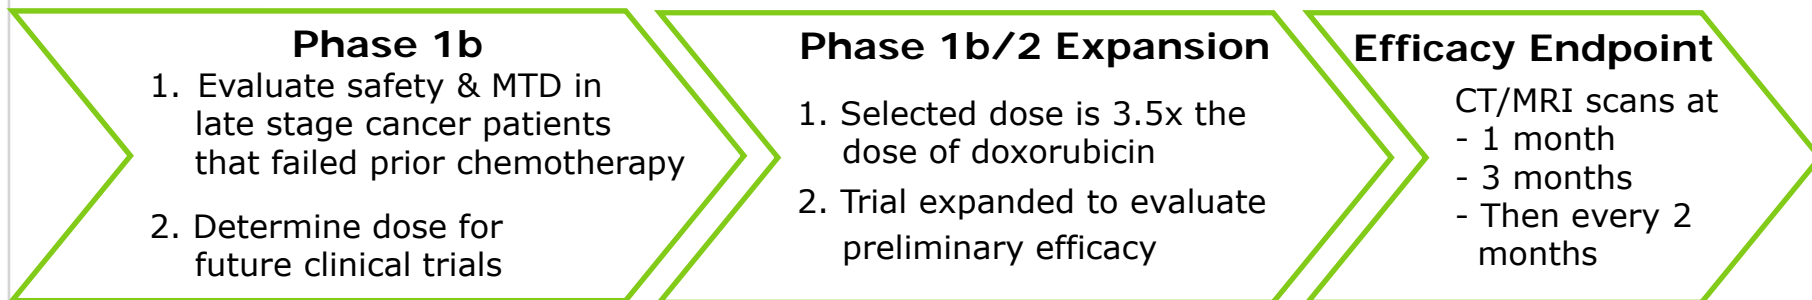 Phase 1b
1. Evaluate safety & MTD in
late stage cancer patients
that failed prior chemotherapy
2. Determine dose for
future clinical trials
Phase 1b/2 Expansion
1. Selected dose is 3.5x the
dose of doxorubicin
2. Trial expanded to evaluate
preliminary efficacy
Efficacy Endpoint
CT/MRI scans at
- 1 month
- 3 months
- Then every 2
months